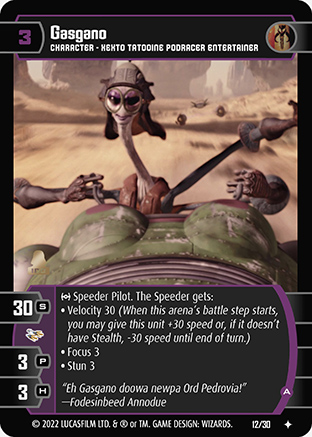 3
Gasgano
CHARACTER - XEXTO TATOOINE PODRACER ENTERTAINER
30 S
3 P
3 H
Speeder Pilot. The Speeder gets:
• Velocity 30 (When this arena's battle step starts,
you may give this unit +30 speed or, if it doesn't
have Stealth, -30 speed until end of turn.)
• Focus 3
• Stun 3
"Eh Gasgano doowa newpa Ord Pedrovia!"
—Fodesinbeed Annodue
A
© 2022 LUCASFILM LTD. & ® or TM. GAME DESIGN: WIZARDS.
12/30